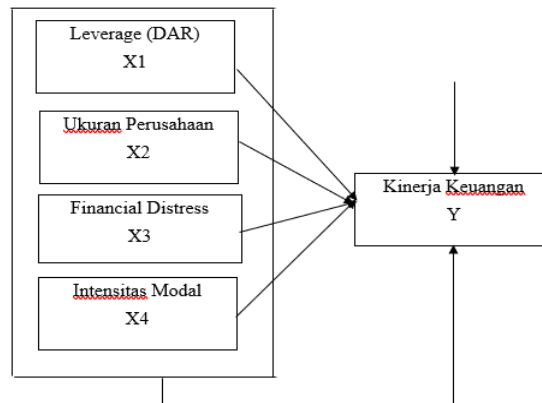 Leverage (DAR)
X1
Ukuran Perusahaan
X2
Financial Distress
X3
Intensitas Modal
X4
Kinerja Keuangan
Y